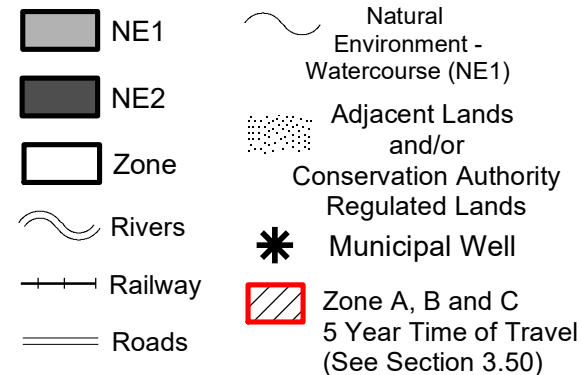 NE1
NE2
Zone
Rivers
Railway
Roads
Natural
Environment -
Watercourse (NE1)
Adjacent Lands
and/or
Conservation Authority
Regulated Lands
Municipal Well
Zone A, B and C
5 Year Time of Travel
(See Section 3.50)